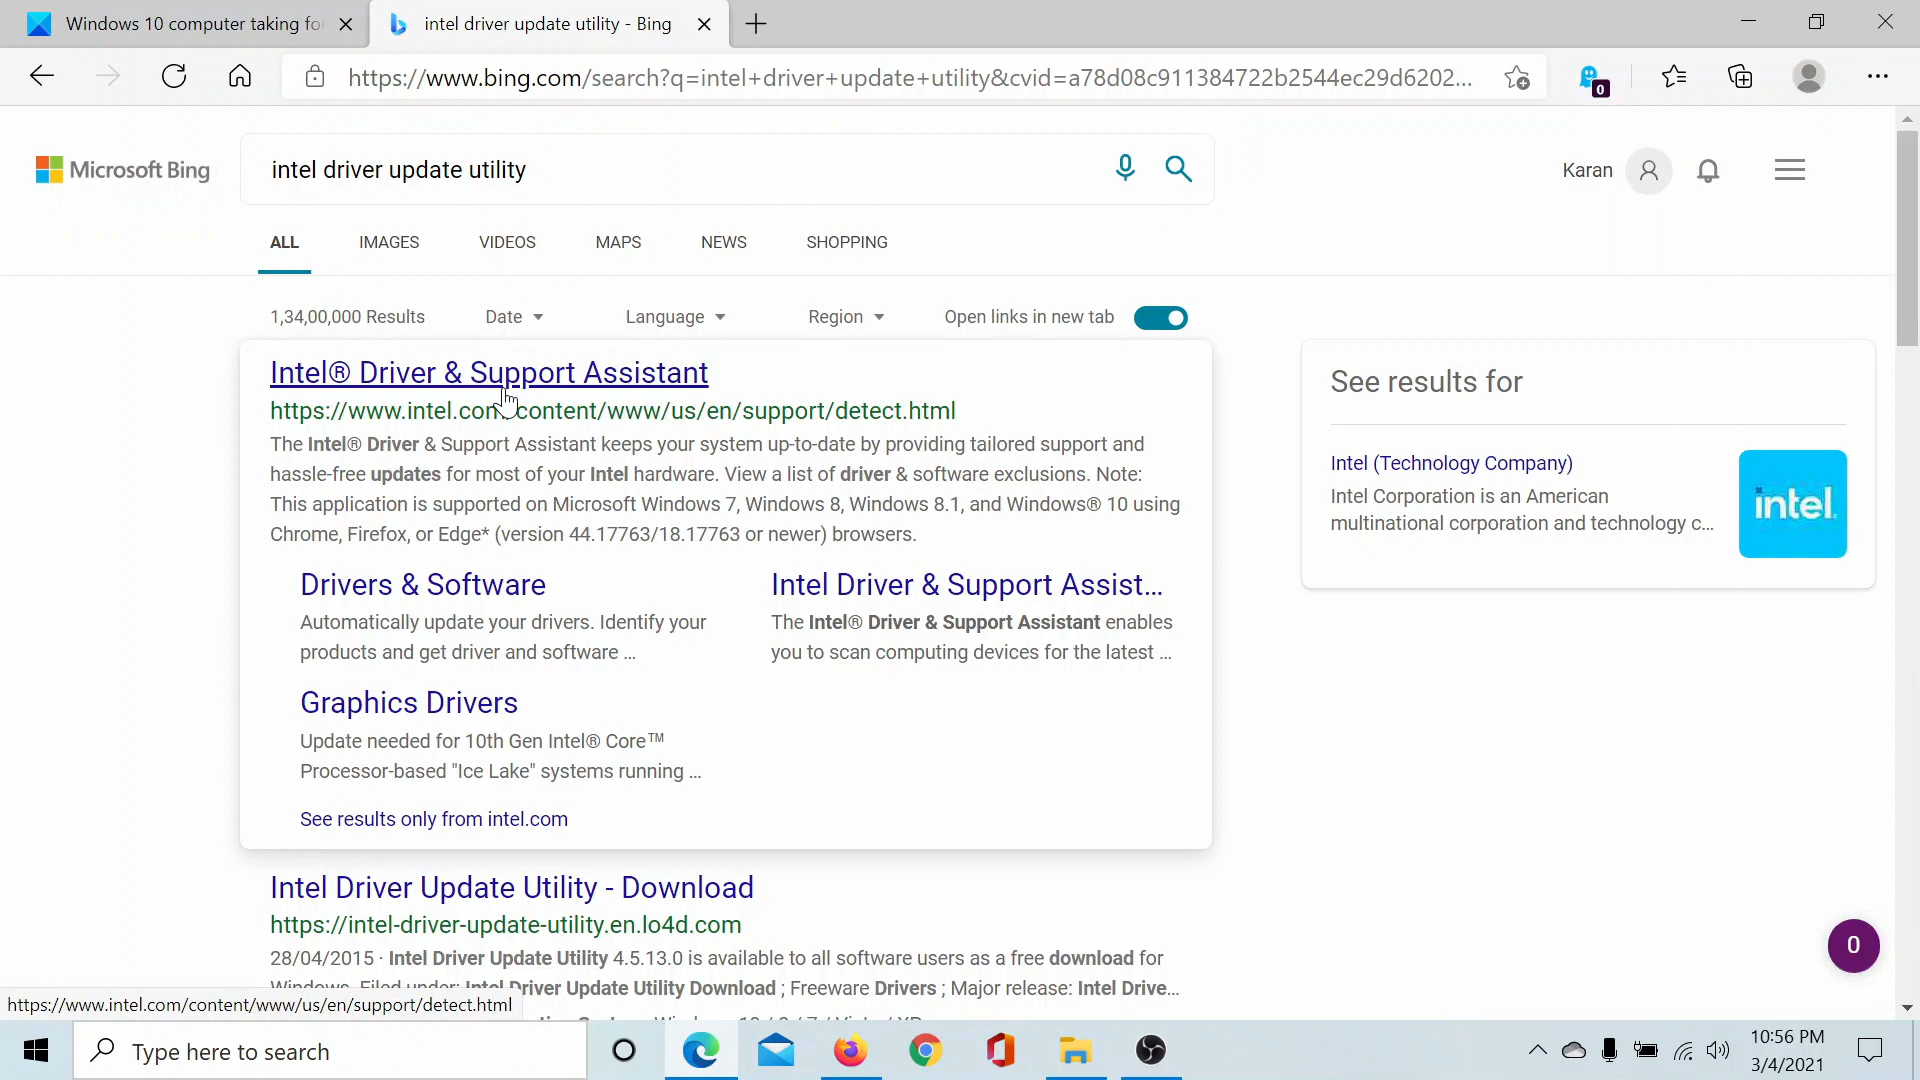 Windows 10 computer taking fo
intel driver update utility - Bing
https://www.bing.com/search?q=intel+driver+update+utility&cvid=a78d08c911384722b2544ec29d6202...
0
Microsoft Bing
intel driver update utility
Karan
ALL IMAGES VIDEOS MAPS NEWS SHOPPING
1,34,00,000 Results Date Language Region Open links in new tab
Intel® Driver & Support Assistant
https://www.intel.com/content/www/us/en/support/detect.html
The Intel® Driver & Support Assistant keeps your system up-to-date by providing tailored support and
hassle-free updates for most of your Intel hardware. View a list of driver & software exclusions. Note:
This application is supported on Microsoft Windows 7, Windows 8, Windows 8.1, and Windows® 10 using
Chrome, Firefox, or Edge* (version 44.17763/18.17763 or newer) browsers.
Drivers & Software
Automatically update your drivers. Identify your
products and get driver and software ...
Intel Driver & Support Assist...
The Intel® Driver & Support Assistant enables
you to scan computing devices for the latest ...
Graphics Drivers
Update needed for 10th Gen Intel® Core™
Processor-based "Ice Lake" systems running ...
See results only from intel.com
See results for
Intel (Technology Company)
Intel Corporation is an American
multinational corporation and technology c...
intel.
Intel Driver Update Utility - Download
https://intel-driver-update-utility.en.lo4d.com
28/04/2015 · Intel Driver Update Utility 4.5.13.0 is available to all software users as a free download for
Windows. Filed under: Intel Driver Update Utility Download ; Freeware Drivers ; Major release: Intel Drive...
0
https://www.intel.com/content/www/us/en/support/detect.html
Type here to search
10:56 PM
3/4/2021